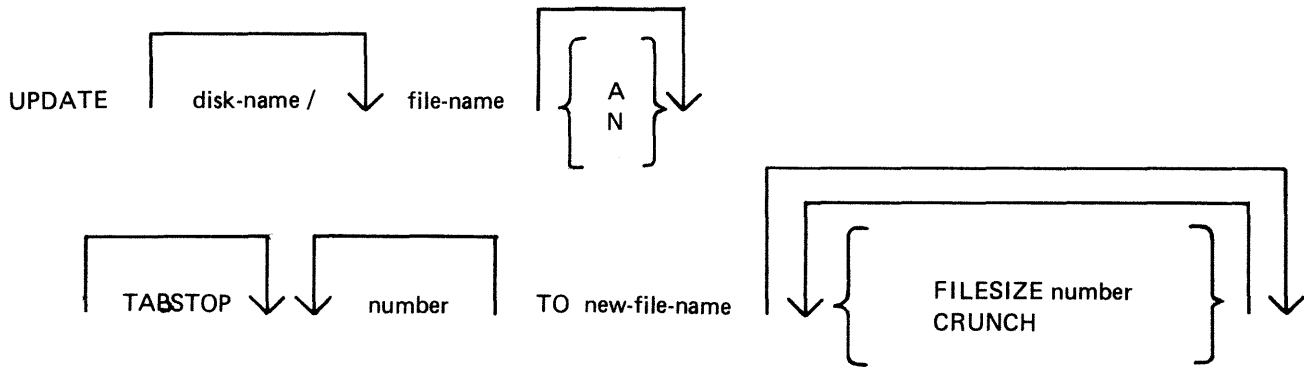 UPDATE disk-name / file-name A
N
TABSTOP number TO new-file-name FILESIZE number
CRUNCH